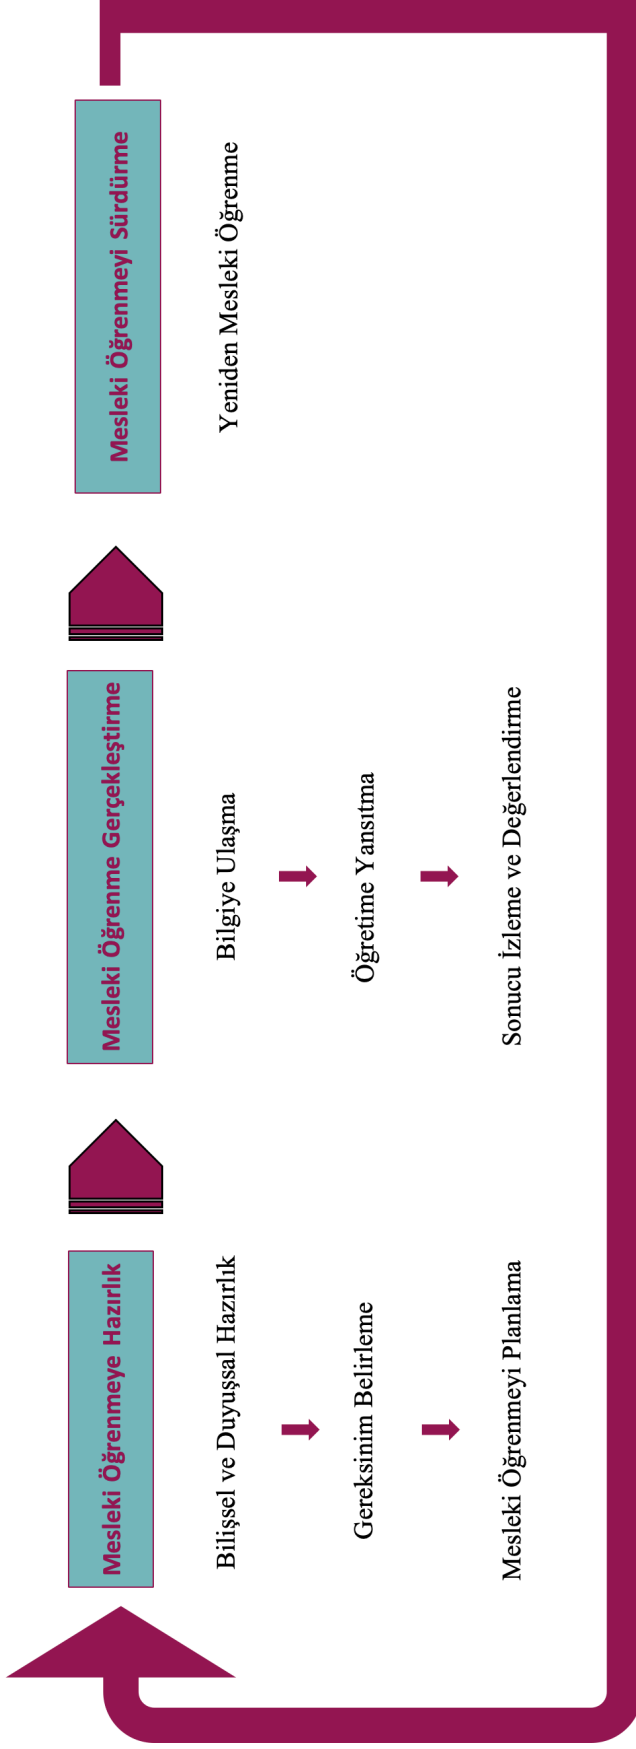 Mesleki Öğrenmeye Hazırlık
Bilişsel ve Duyuşsal Hazırlık
Gereksinim Belirleme
Mesleki Öğrenmeyi Planlama
Mesleki Öğrenme Gerçekleştirme
Bilgiye Ulaşma
Öğretime Yansıtma
Sonucu İzleme ve Değerlendirme
Mesleki Öğrenmeyi Sürdürme
Yeniden Mesleki Öğrenme